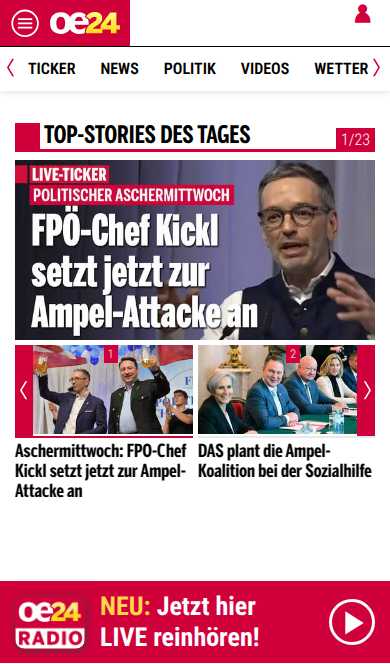 oe24
TICKER NEWS POLITIK VIDEOS WETTER
TOP-STORIES DES TAGES
1/23
LIVE-TICKER
POLITISCHER ASCHERMITTWOCH
FPÖ-Chef Kickl
setzt jetzt zur
Ampel-Attacke an
1
2
Aschermittwoch: FPÖ-Chef
Kickl setzt jetzt zur Ampel-
Attacke an
DAS plant die Ampel-
Koalition bei der Sozialhilfe
oe24
RADIO
NEU: Jetzt hier
LIVE reinhören!